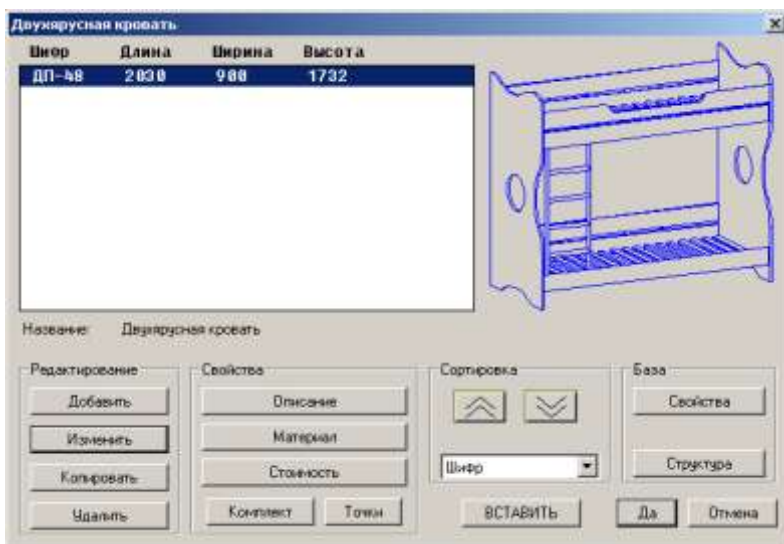 Двухярусная кровать
Шифр Длина Ширина Высота
ДП-48 2030 900 1732
Название: Двухярусная кровать
Редактирование Свойства Сортировка База
Добавить Описание Свойства
Изменить Материал
Копировать Стоимость Шифр Структура
Удалить Комплект Точки ВСТАВИТЬ Да Отмена